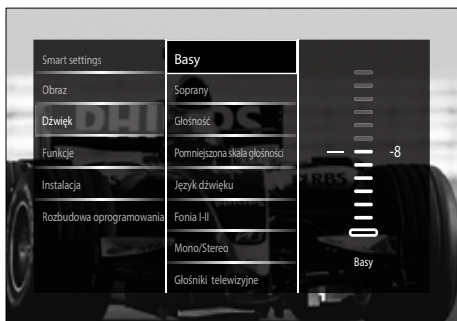 Smart settings
Obraz
Dźwięk
Funkcje
Instalacja
Rozbudowa oprogramowania
Basy
Soprany
Głośność
Pomniejszona skala głośności
Język dźwięku
Fonia I-II
Mono/Stereo
Głośniki telewizyjne
-8
Basy
RBS